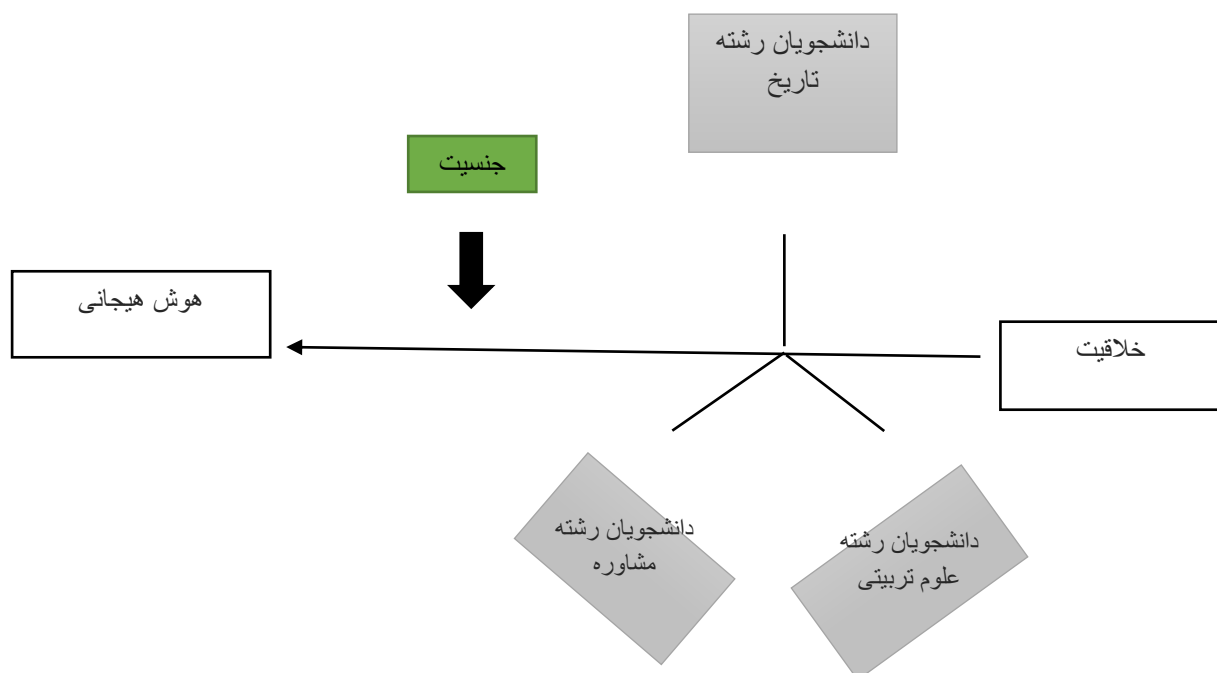 دانشجویان رشته
تاریخ
جنسیت
هوش هیجانی
خلاقیت
دانشجویان رشته
مشاوره
دانشجویان رشته
علوم تربیتی